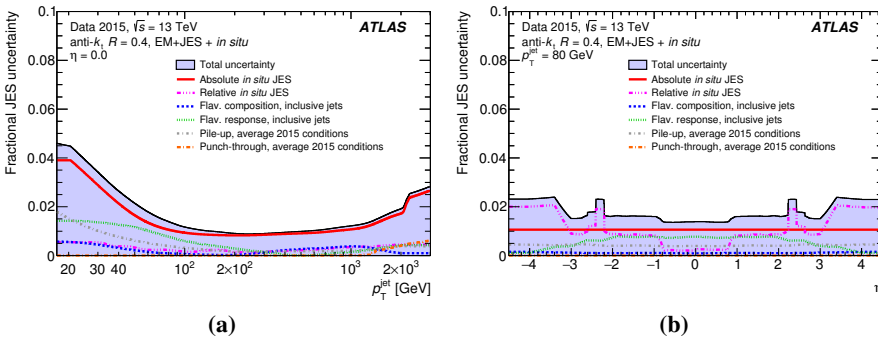 Fractional JES uncertainty
0.1
0.08
0.06
0.04
0.02
0
Data 2015, √s = 13 TeV
ATLAS
anti-kt R = 0.4, EM+JES + in situ
η = 0.0
Total uncertainty
Absolute in situ JES
Relative in situ JES
Flav. composition, inclusive jets
Flav. response, inclusive jets
Pile-up, average 2015 conditions
Punch-through, average 2015 conditions
20 30 40 10² 2×10² 10³ 2×10³
pTjet [GeV]
(a)
Fractional JES uncertainty
0.1
0.08
0.06
0.04
0.02
0
Data 2015, √s = 13 TeV
ATLAS
anti-kt R = 0.4, EM+JES + in situ
pTjet = 80 GeV
Total uncertainty
Absolute in situ JES
Relative in situ JES
Flav. composition, inclusive jets
Flav. response, inclusive jets
Pile-up, average 2015 conditions
Punch-through, average 2015 conditions
−4 −3 −2 −1 0 1 2 3 4
η
(b)